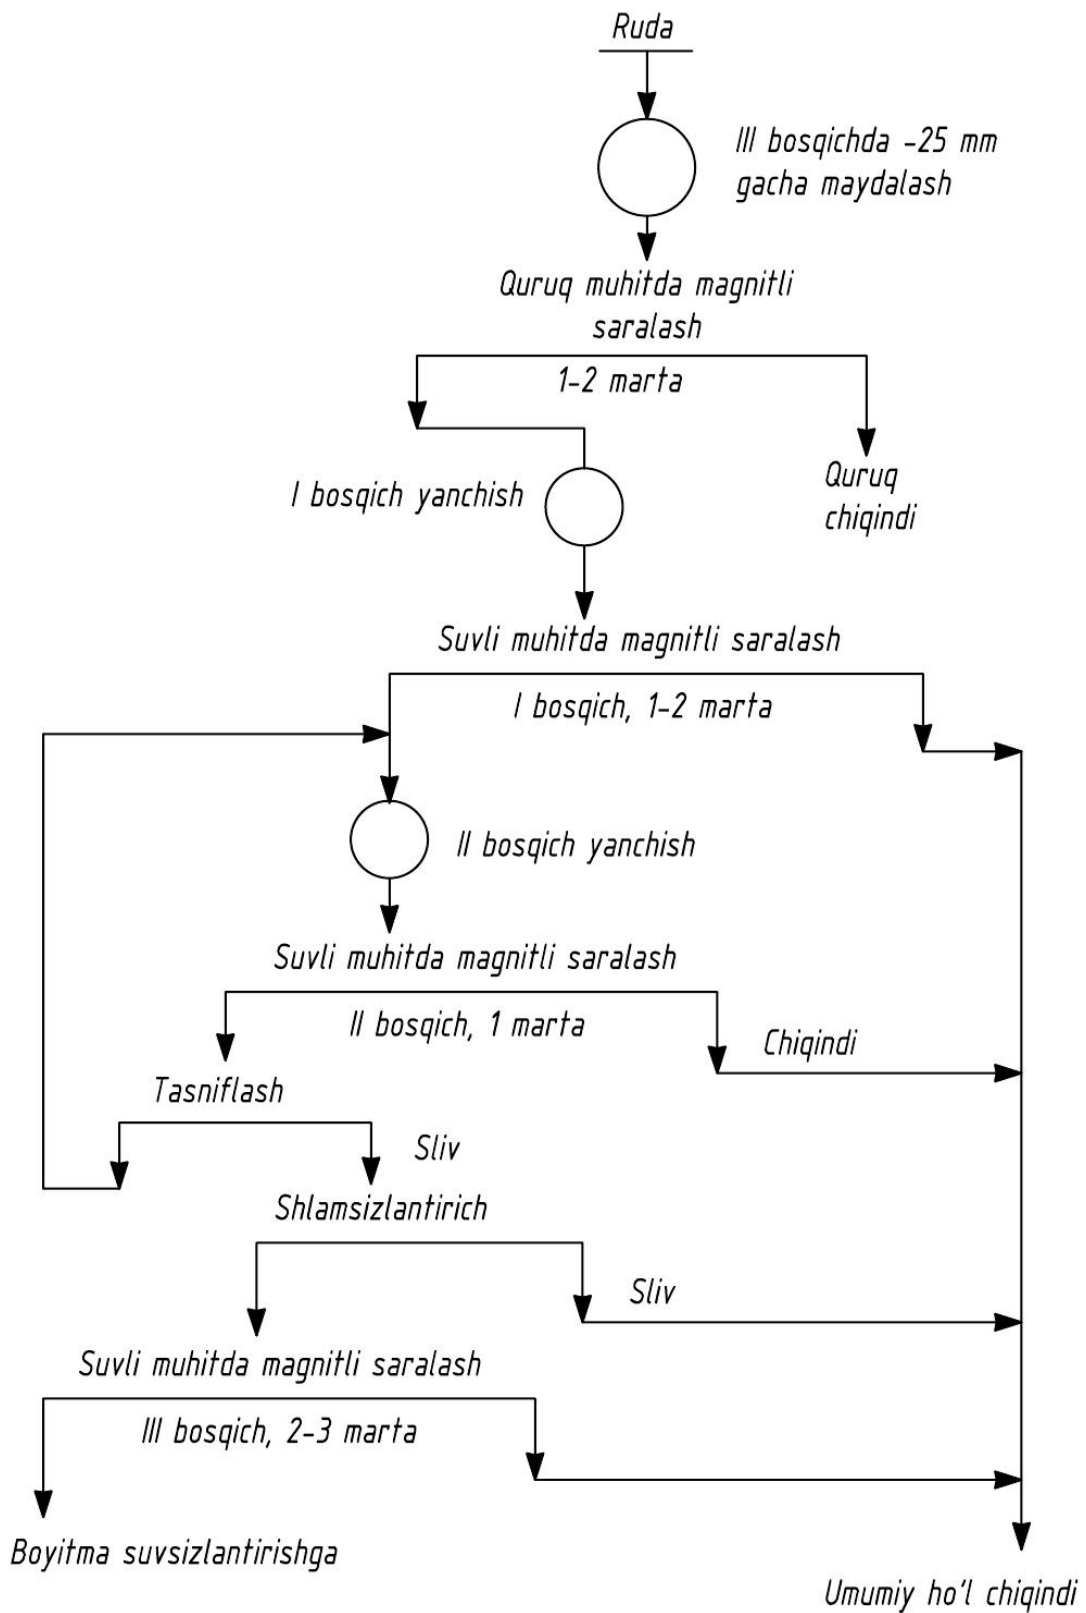 Ruda
III bosqichda -25 mm
gacha maydalash
Quruq muhitda magnitli
saralash
1-2 marta
I bosqich yanchish
Quruq
chiqindi
Suvli muhitda magnitli saralash
I bosqich, 1-2 marta
II bosqich yanchish
Suvli muhitda magnitli saralash
II bosqich, 1 marta
Chiqindi
Tasniflash
Sliv
Shlamsizlantirich
Sliv
Suvli muhitda magnitli saralash
III bosqich, 2-3 marta
Boyitma suvsizlantirishga
Umumiy ho'l chiqindi